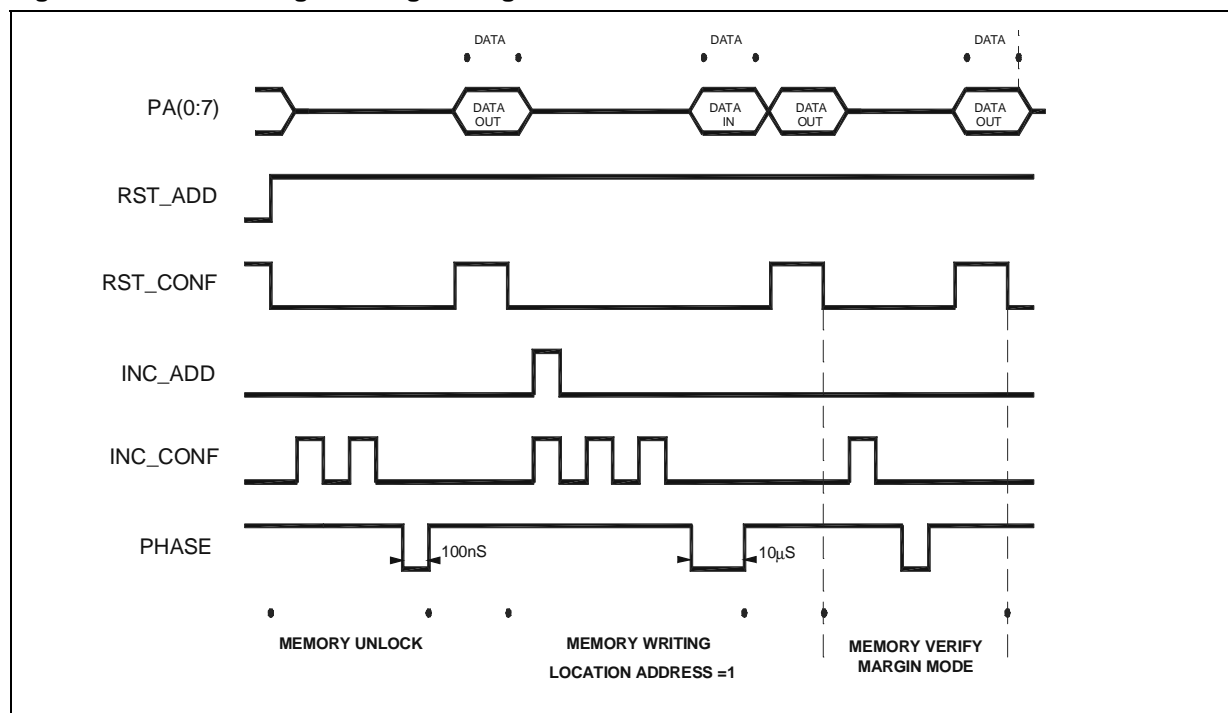 DATA DATA DATA
PA(0:7) DATA OUT DATA IN DATA OUT DATA OUT
RST_ADD
RST_CONF
INC_ADD
INC_CONF
PHASE
100nS 10µS
MEMORY UNLOCK
MEMORY WRITING
LOCATION ADDRESS =1
MEMORY VERIFY
MARGIN MODE